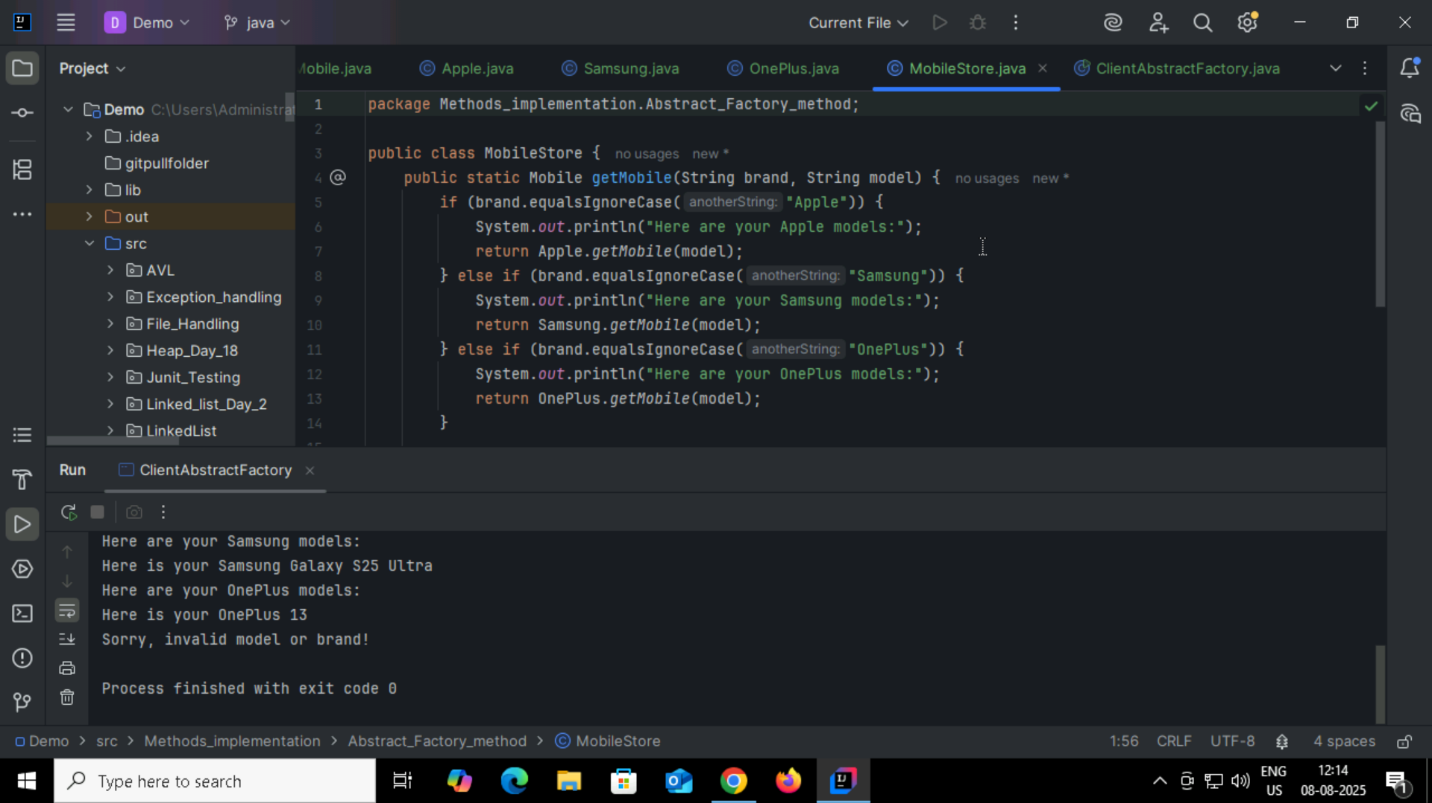 D Demo java Current File
Project
Mobile.java Apple.java Samsung.java OnePlus.java MobileStore.java ClientAbstractFactory.java
Demo C:\Users\Administra
.idea
gitpullfolder
lib
out
src
AVL
Exception_handling
File_Handling
Heap_Day_18
Junit_Testing
Linked_list_Day_2
LinkedList
1 package Methods_implementation.Abstract_Factory_method;
2
3 public class MobileStore { no usages new *
4 @ public static Mobile getMobile(String brand, String model) { no usages new *
5 if (brand.equalsIgnoreCase( anotherString: "Apple")) {
6 System.out.println("Here are your Apple models:");
7 return Apple.getMobile(model);
8 } else if (brand.equalsIgnoreCase( anotherString: "Samsung")) {
9 System.out.println("Here are your Samsung models:");
10 return Samsung.getMobile(model);
11 } else if (brand.equalsIgnoreCase( anotherString: "OnePlus")) {
12 System.out.println("Here are your OnePlus models:");
13 return OnePlus.getMobile(model);
14 }
Run ClientAbstractFactory
Here are your Samsung models:
Here is your Samsung Galaxy S25 Ultra
Here are your OnePlus models:
Here is your OnePlus 13
Sorry, invalid model or brand!
Process finished with exit code 0
Demo > src > Methods_implementation > Abstract_Factory_method > MobileStore 1:56 CRLF UTF-8 4 spaces
Type here to search
ENG
US
12:14
08-08-2025
1